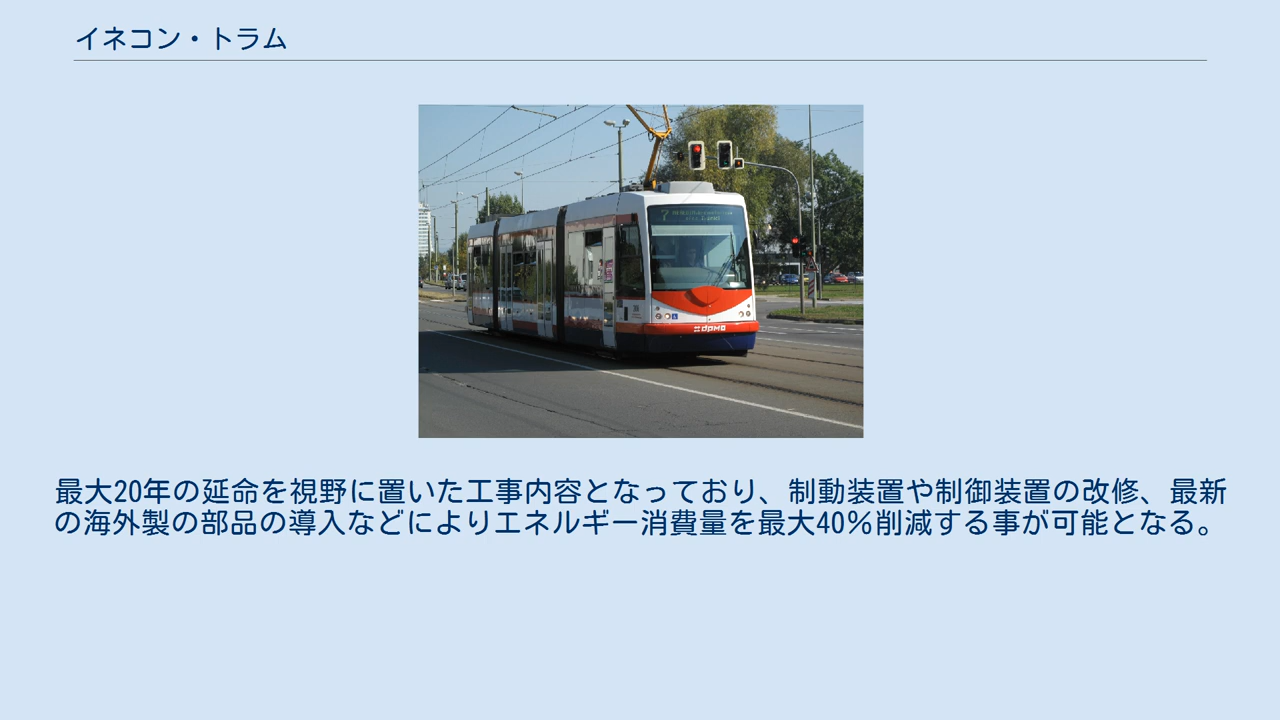 イネコン・トラム
7
dpmo
最大20年の延命を視野に置いた工事内容となっており、制動装置や制御装置の改修、最新
の海外製の部品の導入などによりエネルギー消費量を最大40%削減する事が可能となる。